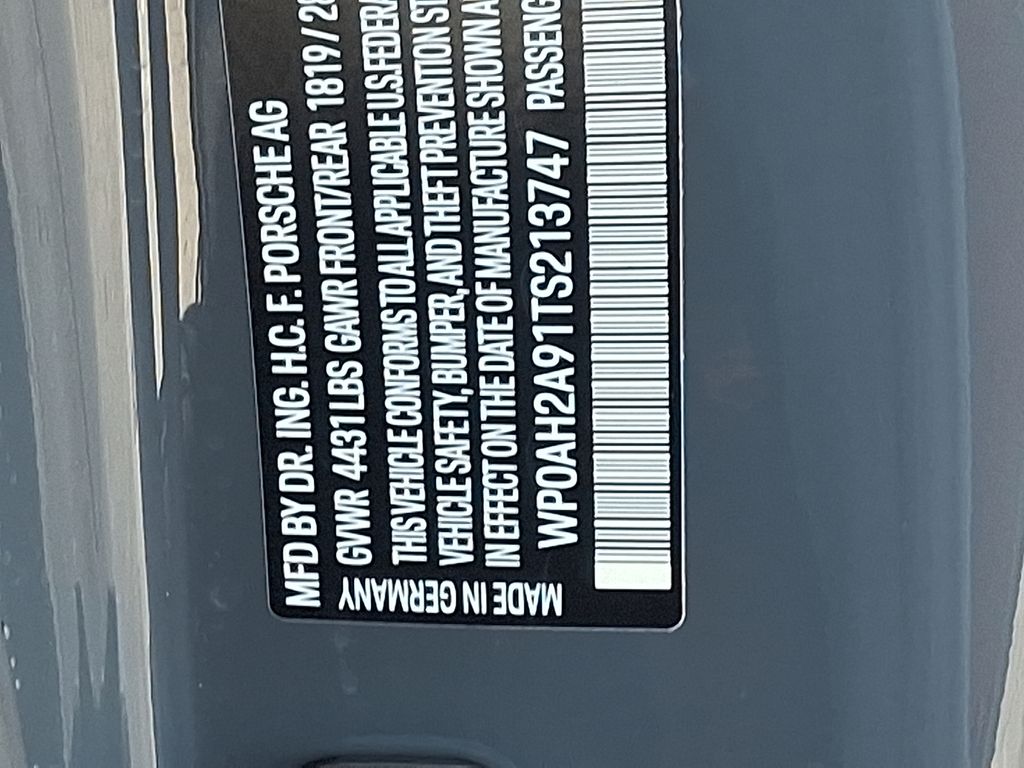 MFD BY DR. ING. H.C. F. PORSCHE AG
GVWR 4431 LBS GAWR FRONT/REAR 1819 / 28
THIS VEHICLE CONFORMS TO ALL APPLICABLE U.S. FEDERA
VEHICLE SAFETY, BUMPER, AND THEFT PREVENTION ST
IN EFFECT ON THE DATE OF MANUFACTURE SHOWN A
WP0AH2A91TS213747 PASSENG
MADE IN GERMANY